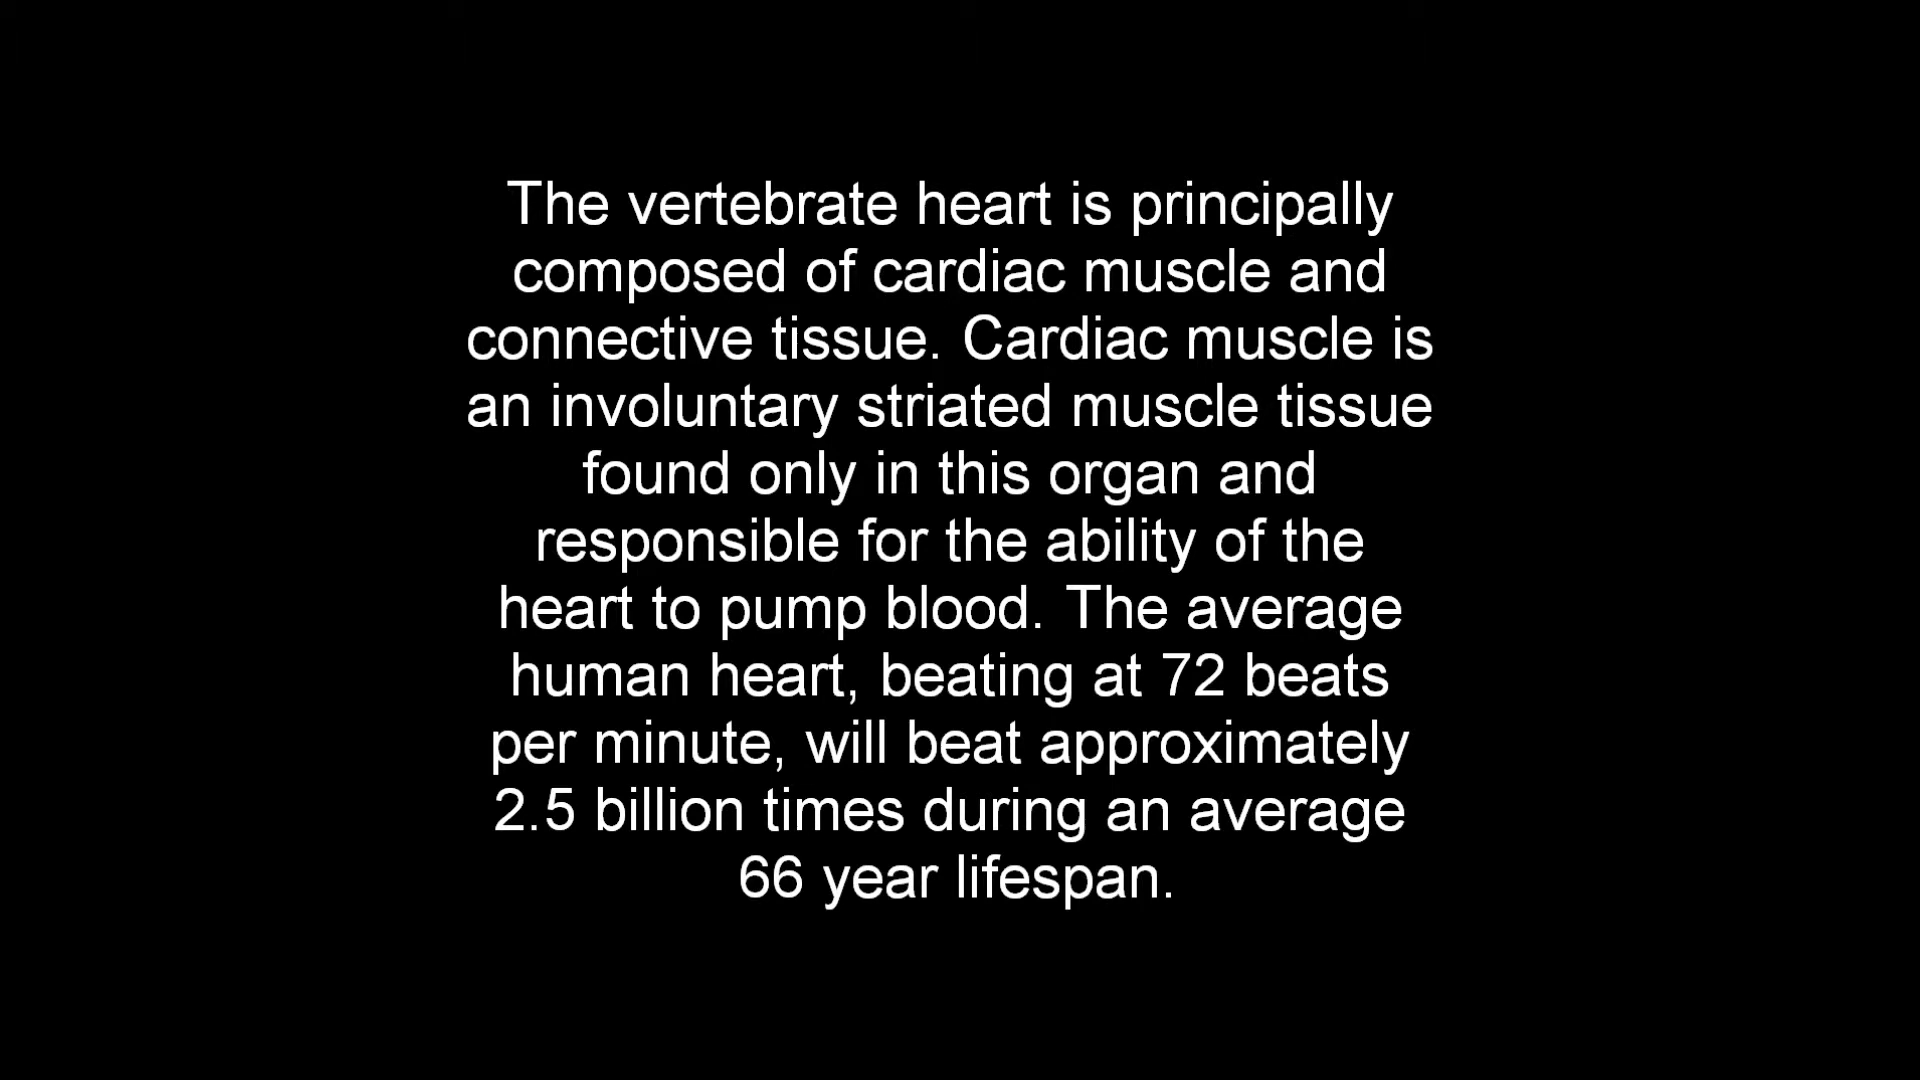 The vertebrate heart is principally
composed of cardiac muscle and
connective tissue. Cardiac muscle is
an involuntary striated muscle tissue
found only in this organ and
responsible for the ability of the
heart to pump blood. The average
human heart, beating at 72 beats
per minute, will beat approximately
2.5 billion times during an average
66 year lifespan.